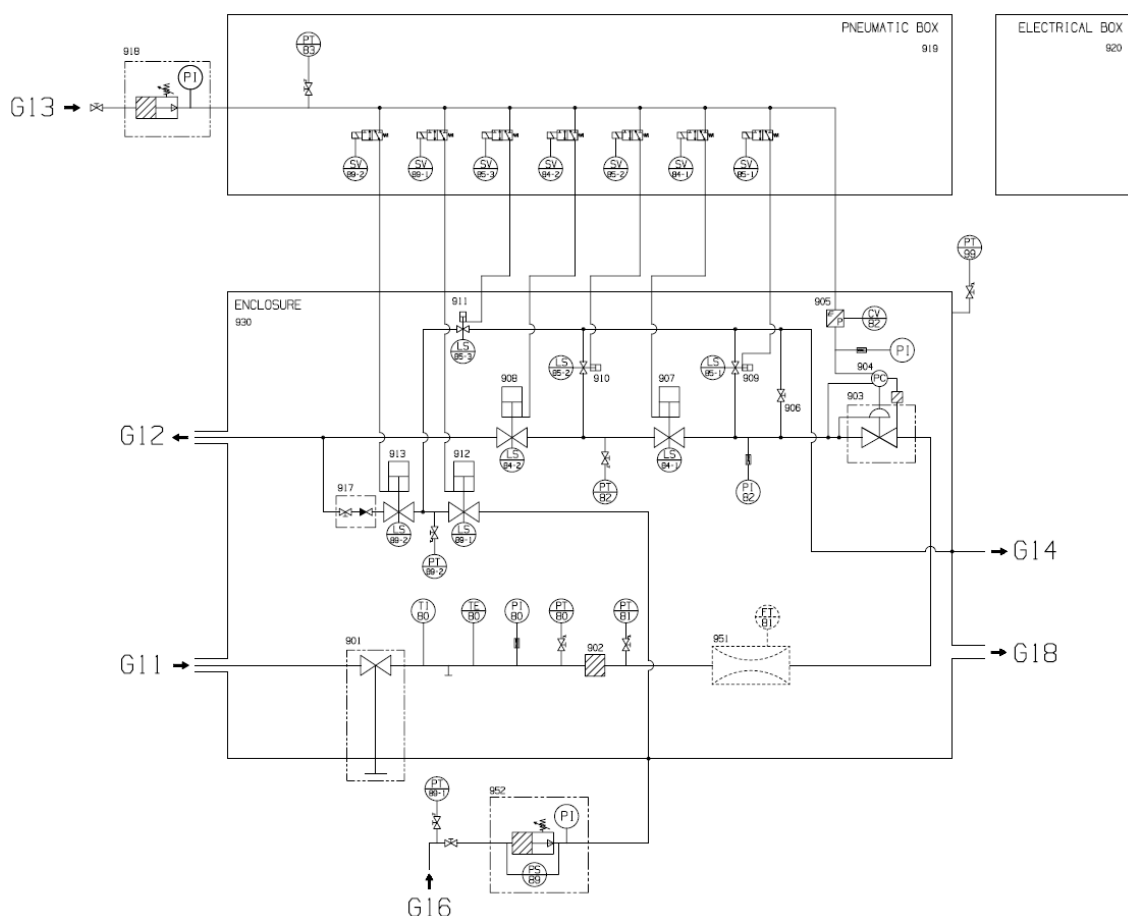 PNEUMATIC BOX
919
ELECTRICAL BOX
920
918
PI
PT
83
G13
SV
89-2
SV
89-1
SV
85-3
SV
84-2
SV
85-2
SV
84-1
SV
85-1
PT
99
ENCLOSURE
930
911
LS
85-3
905
P
CV
82
PI
904
PC
903
908
LS
85-2
910
907
LS
85-1
909
906
G12
LS
84-2
LS
84-1
PT
82
PI
82
913
912
917
LS
89-2
LS
89-1
PT
89-2
G14
TI
80
TE
80
PI
80
PT
80
PT
81
FT
81
901
902
951
G11
G18
PT
89-1
952
PI
PS
89
G16